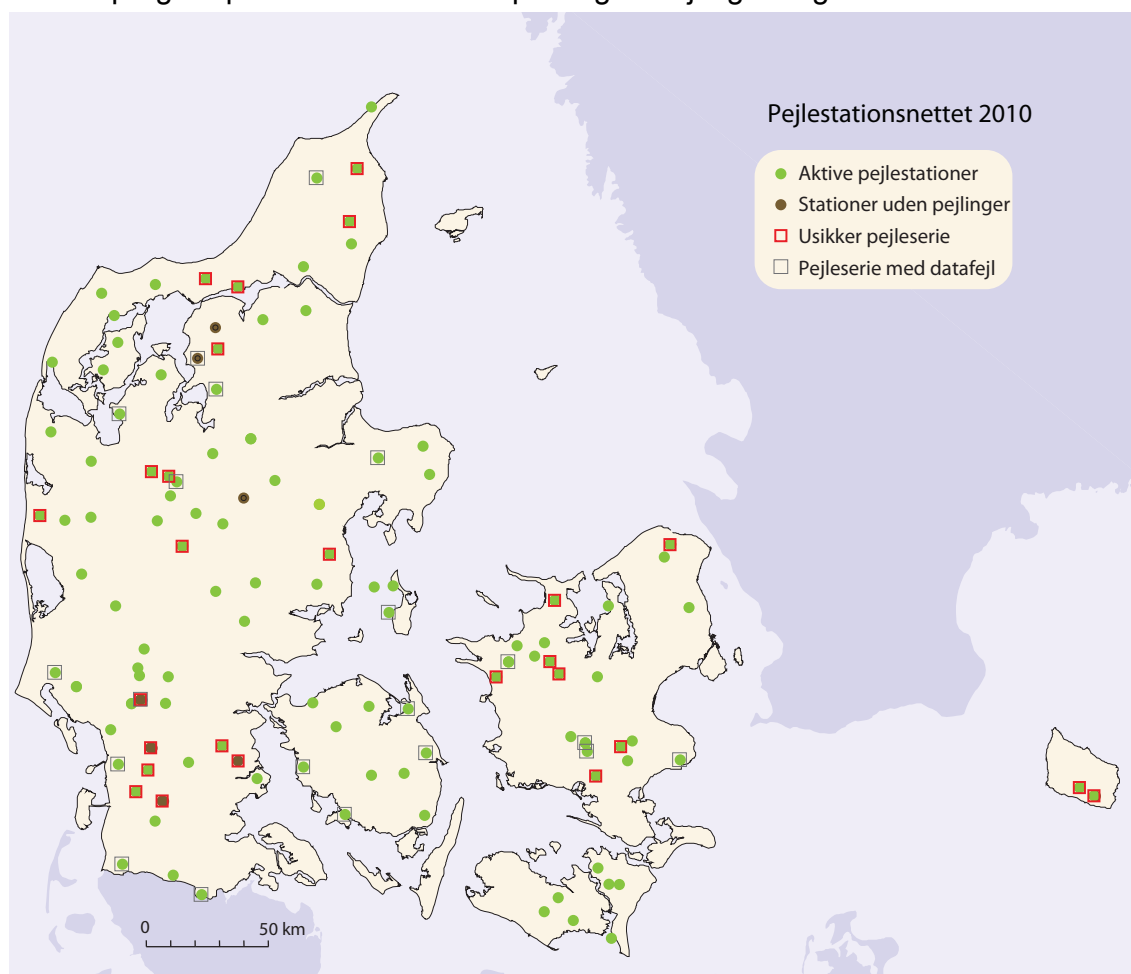 Pejlestationsnettet 2010
Aktive pejlestationer
Stationer uden pejlinger
Usikker pejleserie
Pejleserie med datafejl
0 50 km